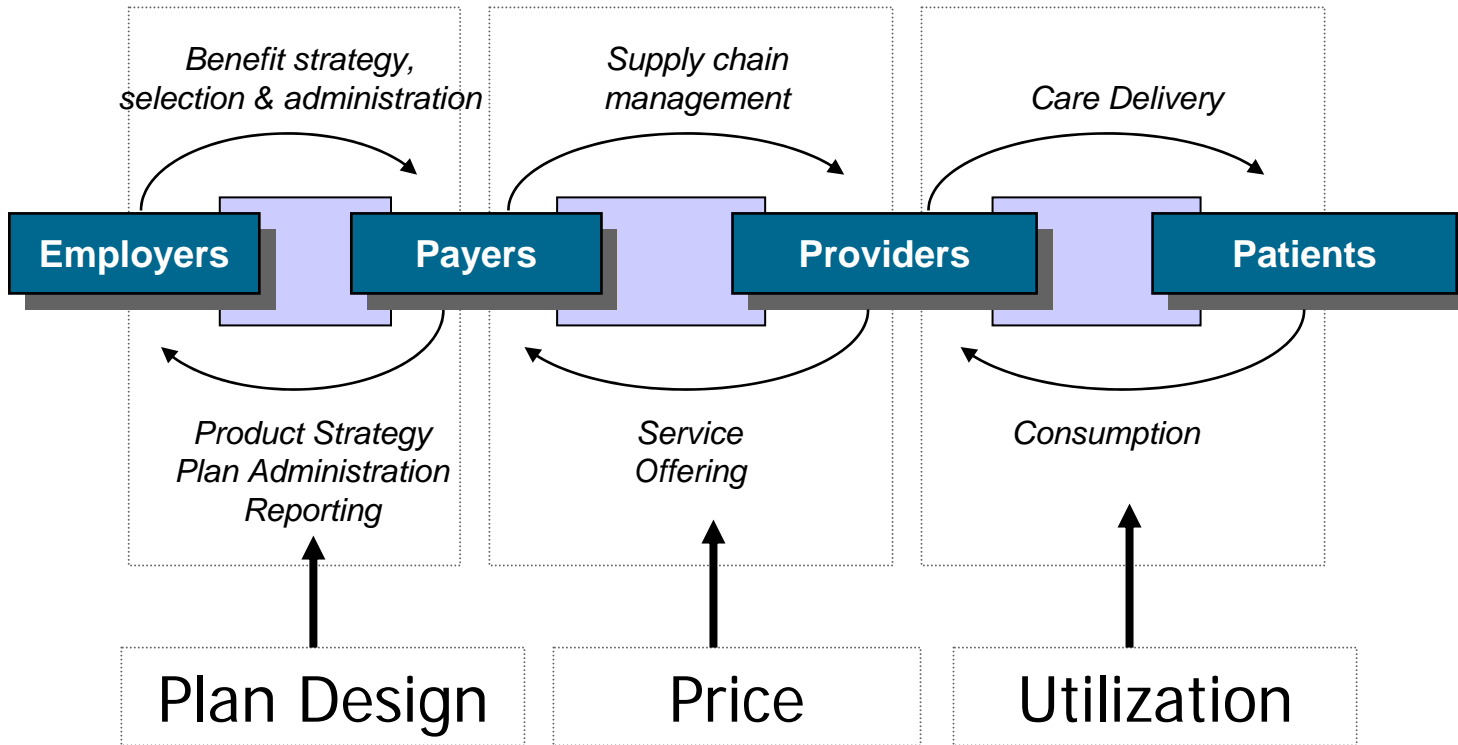 Benefit strategy,
selection & administration
Supply chain
management
Care Delivery
Employers
Payers
Providers
Patients
Product Strategy
Plan Administration
Reporting
Service
Offering
Consumption
Plan Design
Price
Utilization